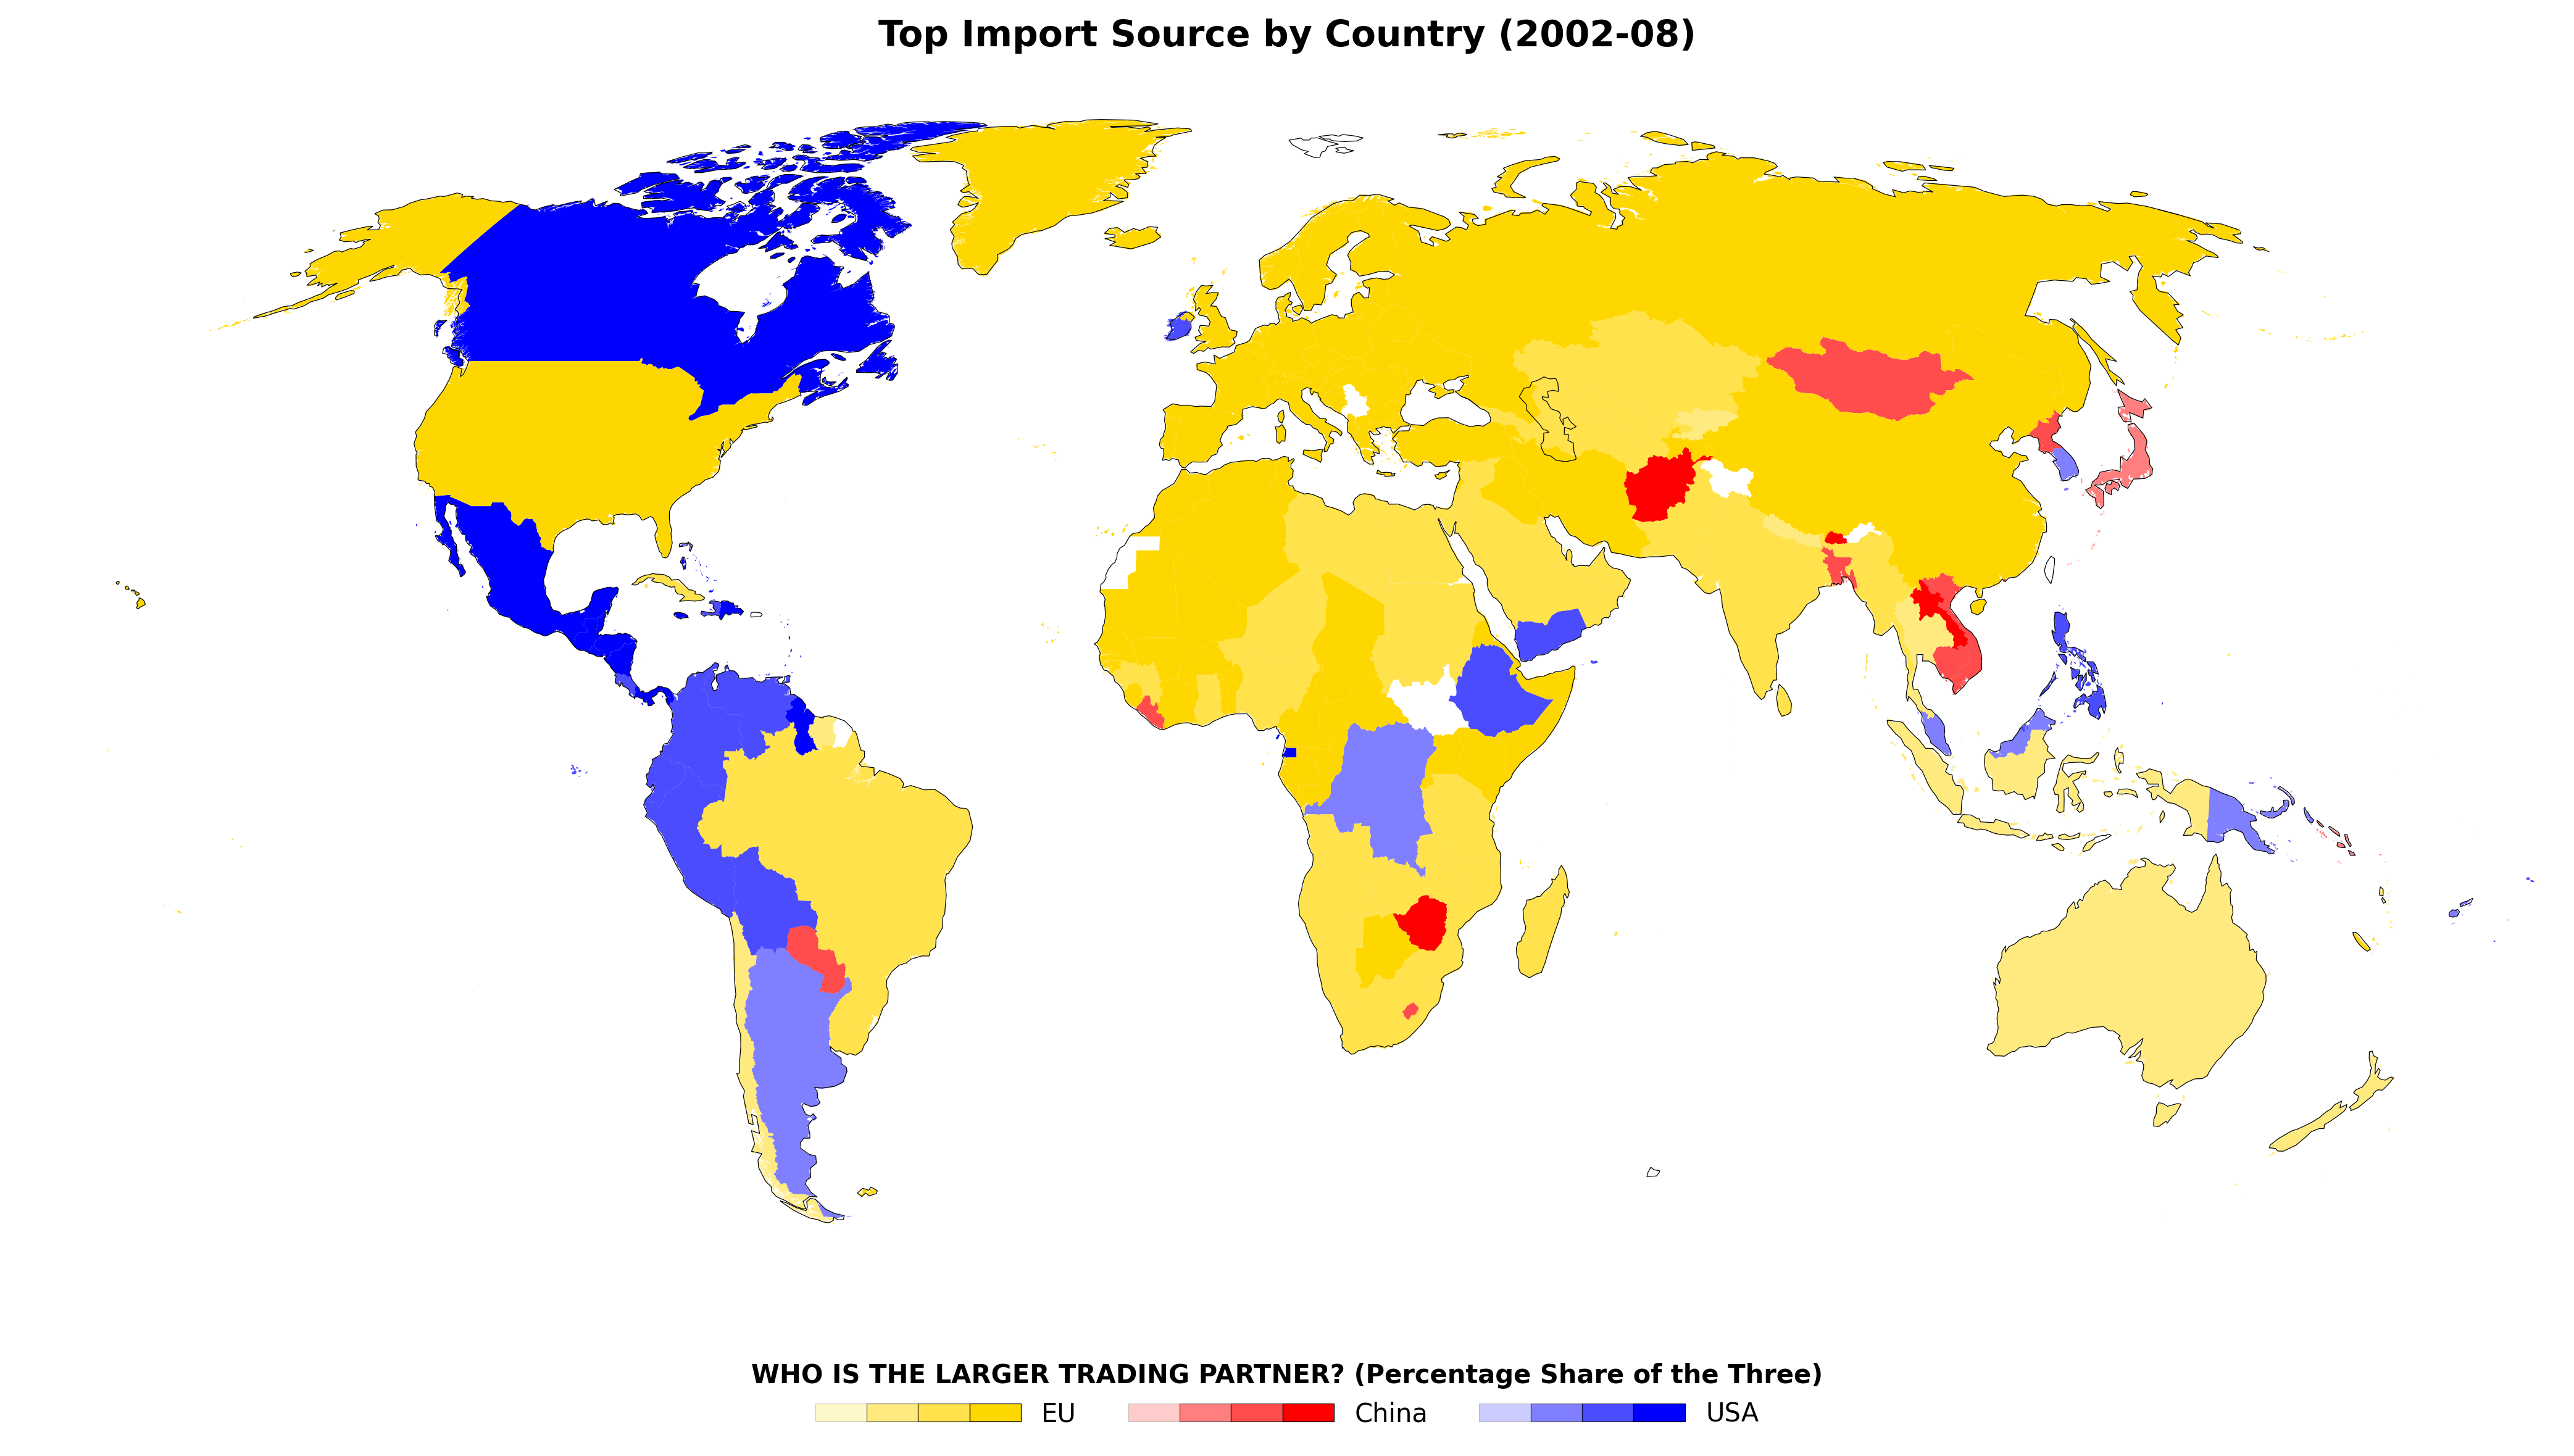 Top Import Source by Country (2002-08)
WHO IS THE LARGER TRADING PARTNER? (Percentage Share of the Three)
EU China USA